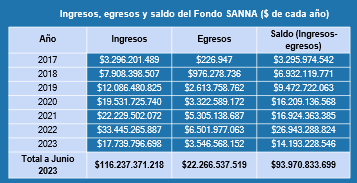 Ingresos, egresos y saldo del Fondo SANNA ($ de cada año)
Año Ingresos Egresos Saldo (Ingresos-egresos)
2017 $3.296.201.489 $226.947 $3.295.974.542
2018 $7.908.398.507 $976.278.736 $6.932.119.771
2019 $12.086.480.825 $2.613.758.762 $9.472.722.063
2020 $19.531.725.740 $3.322.589.172 $16.209.136.568
2021 $22.229.502.072 $5.305.138.687 $16.924.363.385
2022 $33.445.265.887 $6.501.977.063 $26.943.288.824
2023 $17.739.796.698 $3.546.568.152 $14.193.228.546
Total a Junio 2023 $116.237.371.218 $22.266.537.519 $93.970.833.699